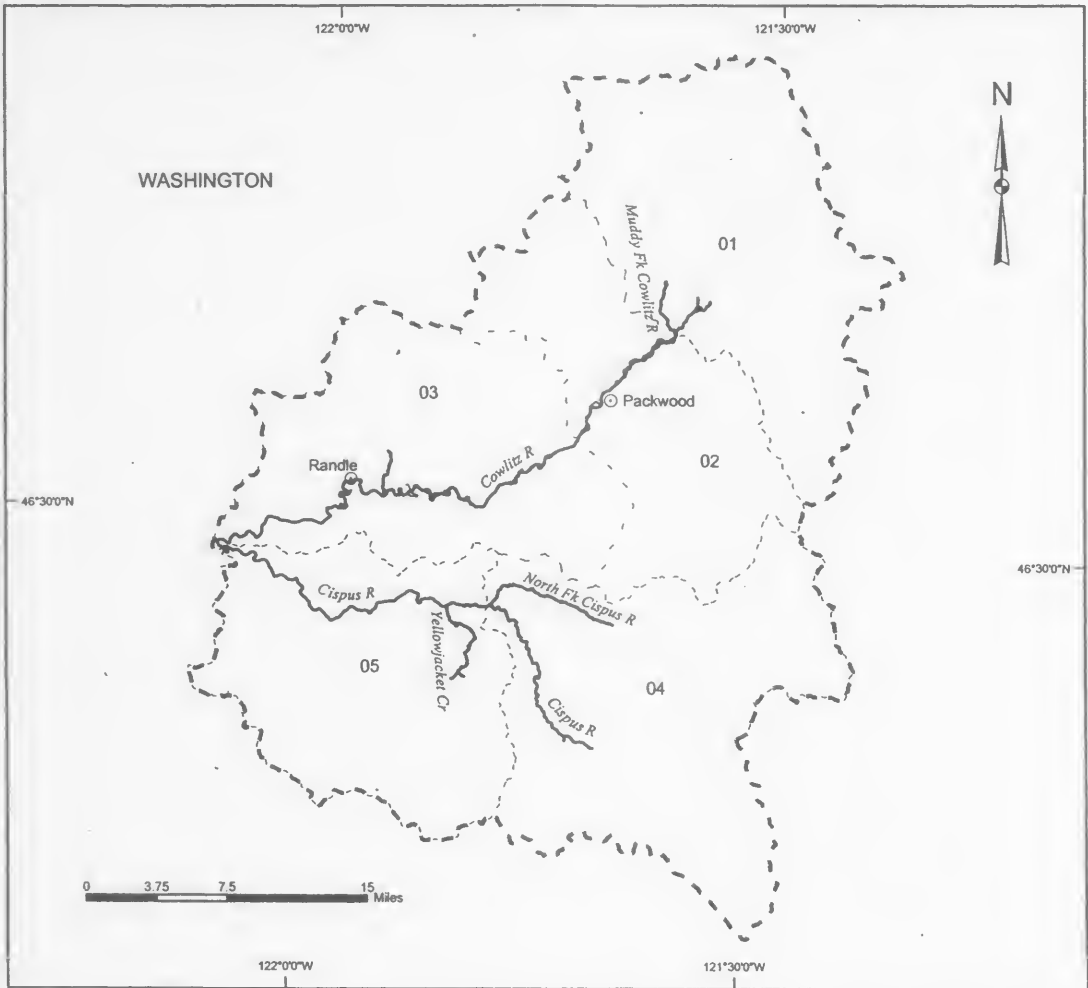 122°0'0"W
121°30'0"W
N
WASHINGTON
Muddy Fk Cowlitz R
01
03
Packwood
02
Randle
Cowlitz R
46°30'0"N
46°30'0"N
Cispus R
North Fk Cispus R
Yellowjacket Cr
05
04
Cispus R
0 3.75 7.5 15
Miles
122°0'0"W
121°30'0"W